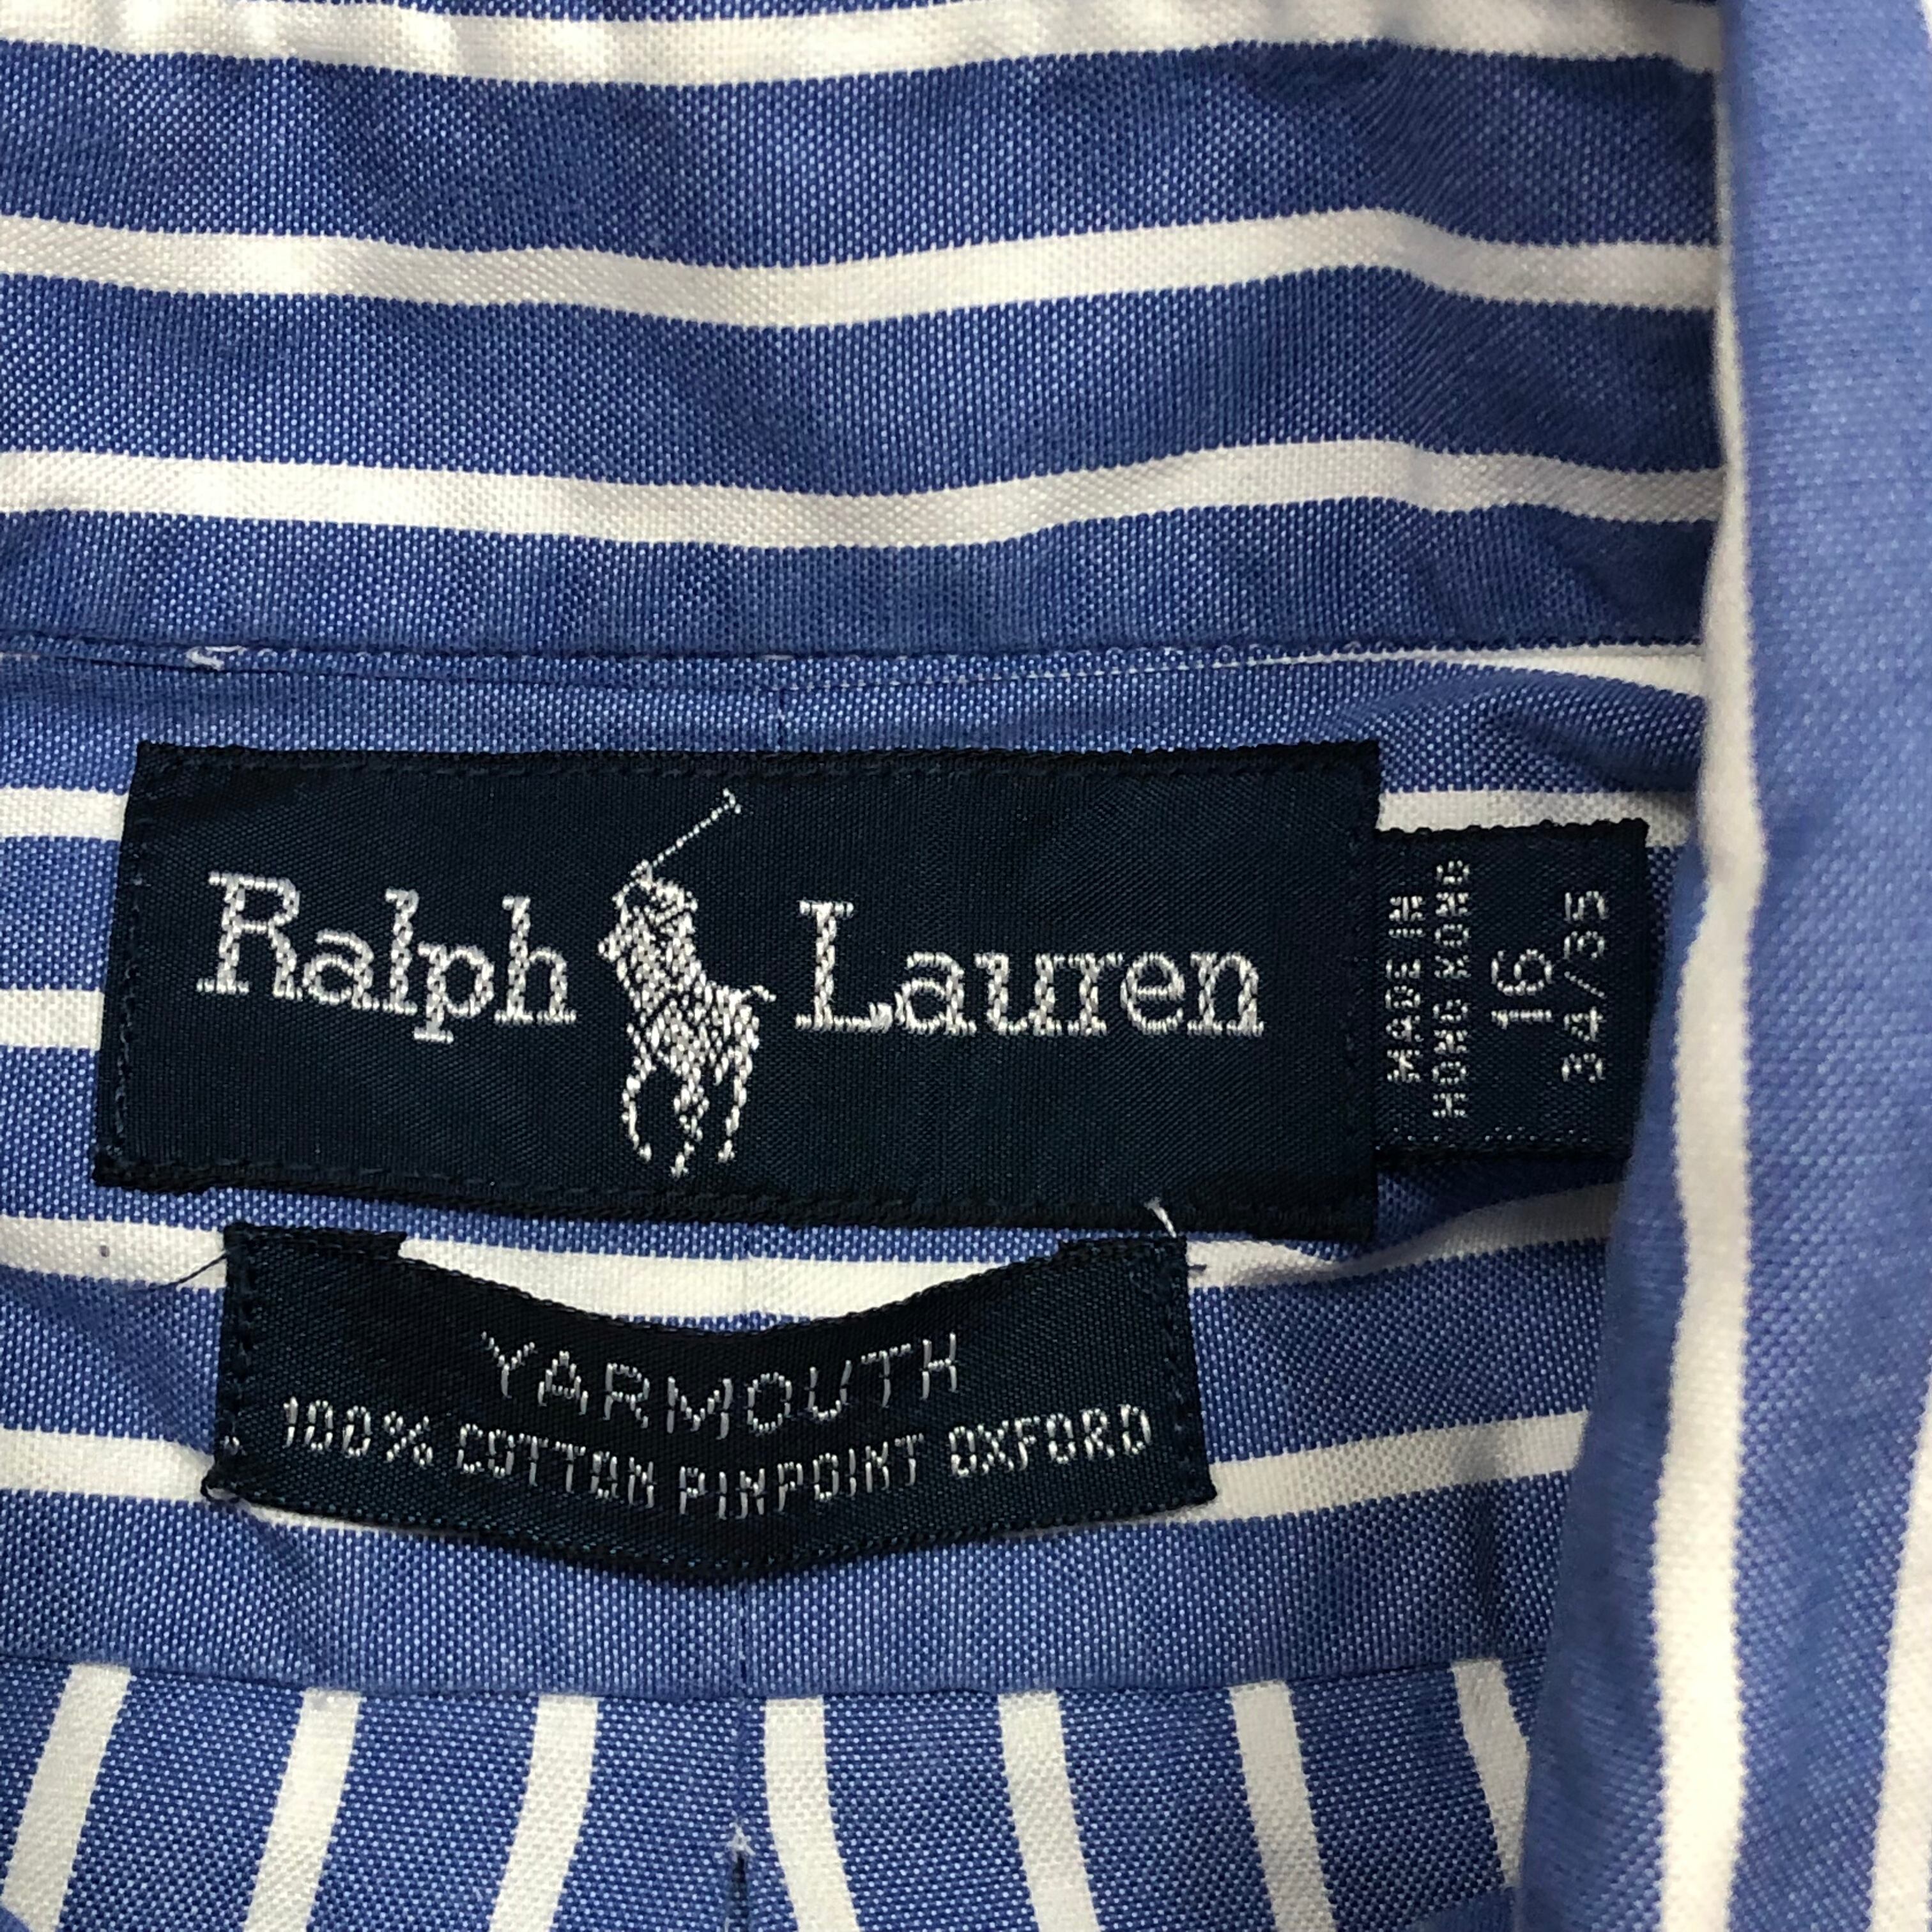 Ralph Lauren
MADE IN
HONG KONG
16
34/35
YARMOUTH
100% COTTON PINPOINT OXFORD